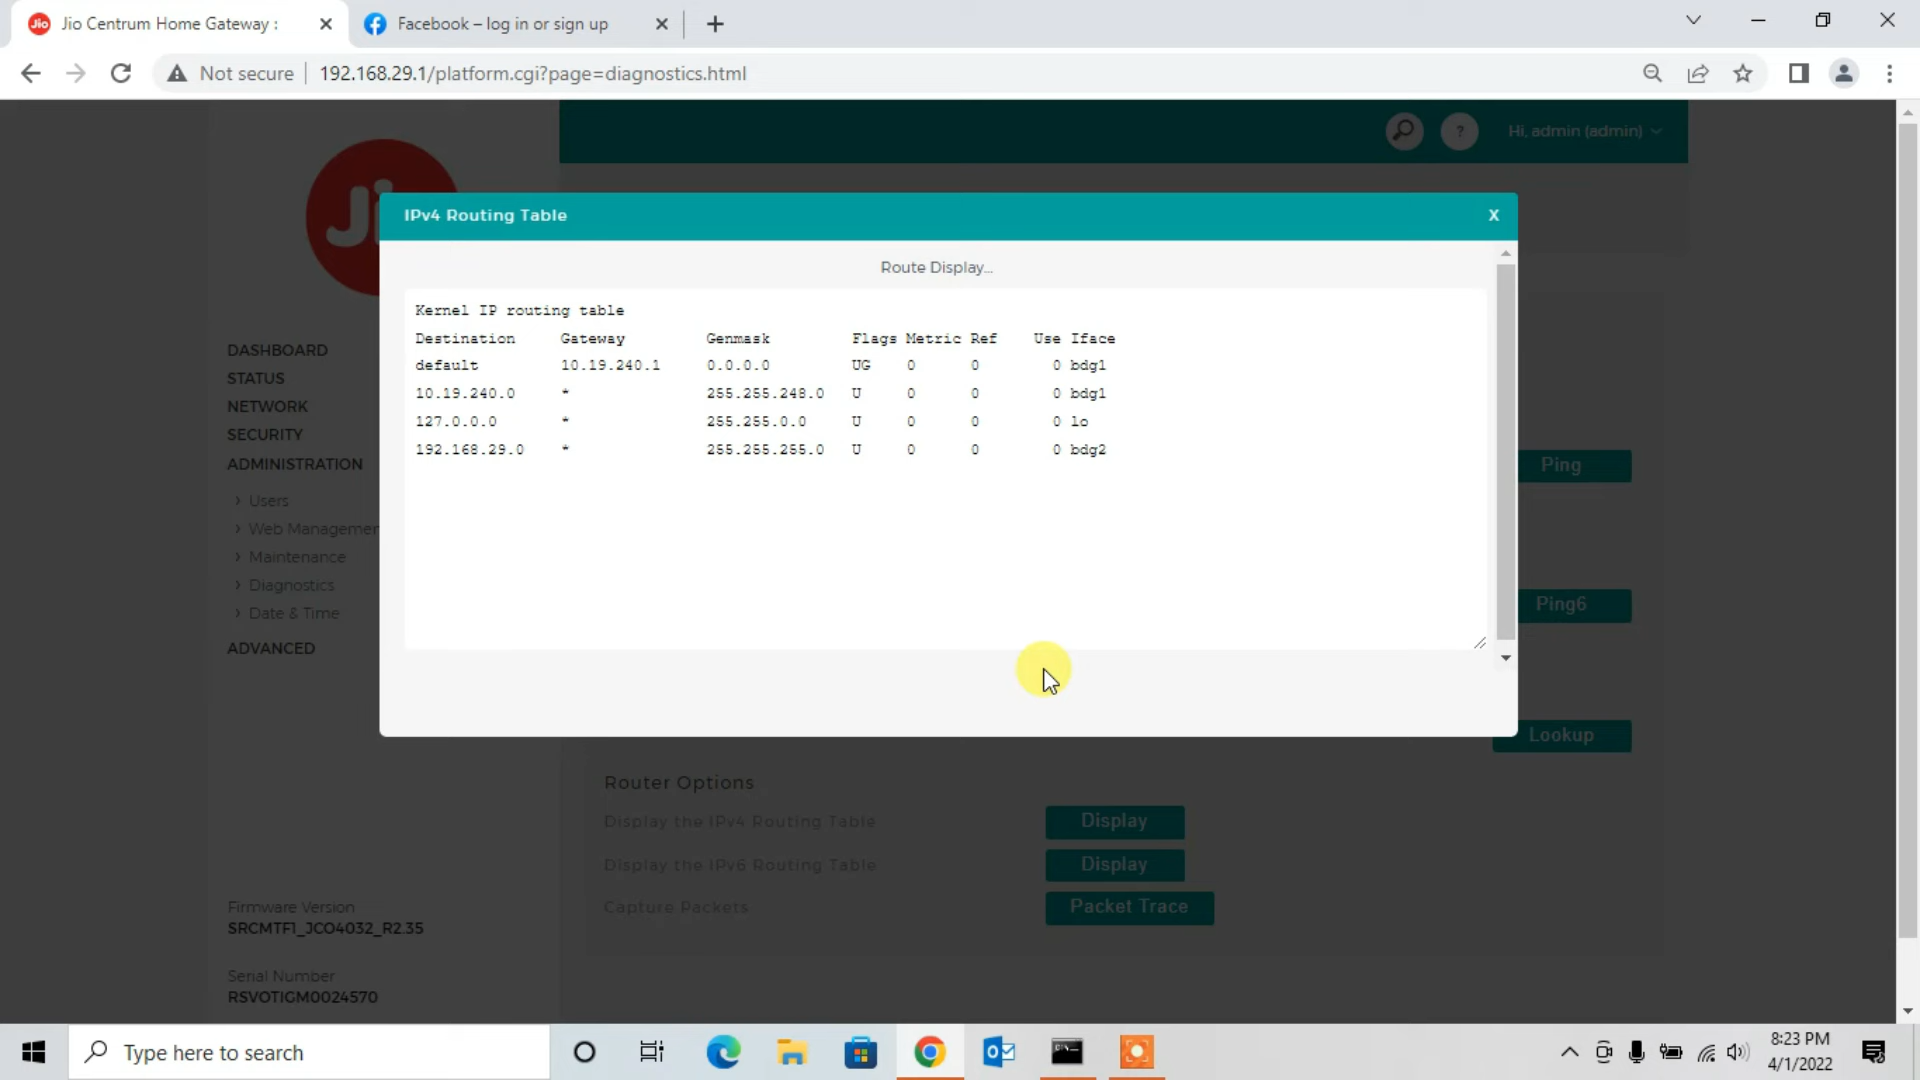 Jio Centrum Home Gateway :
Facebook – log in or sign up
Not secure
192.168.29.1/platform.cgi?page=diagnostics.html
Jio
?
Hi, admin (admin)
IPv4 Routing Table
X
Route Display...
Kernel IP routing table
Destination Gateway Genmask Flags Metric Ref Use Iface
default 10.19.240.1 0.0.0.0 UG 0 0 0 bdg1
10.19.240.0 * 255.255.248.0 U 0 0 0 bdg1
127.0.0.0 * 255.255.0.0 U 0 0 0 lo
192.168.29.0 * 255.255.255.0 U 0 0 0 bdg2
DASHBOARD
STATUS
NETWORK
SECURITY
ADMINISTRATION
› Users
› Web Managemen
› Maintenance
› Diagnostics
› Date & Time
ADVANCED
Ping
Ping6
Lookup
Router Options
Display the IPv4 Routing Table
Display
Display the IPv6 Routing Table
Display
Capture Packets
Packet Trace
Firmware Version
SRCMTF1_JCO4032_R2.35
Serial Number
RSVOTIGM0024570
Type here to search
8:23 PM
4/1/2022